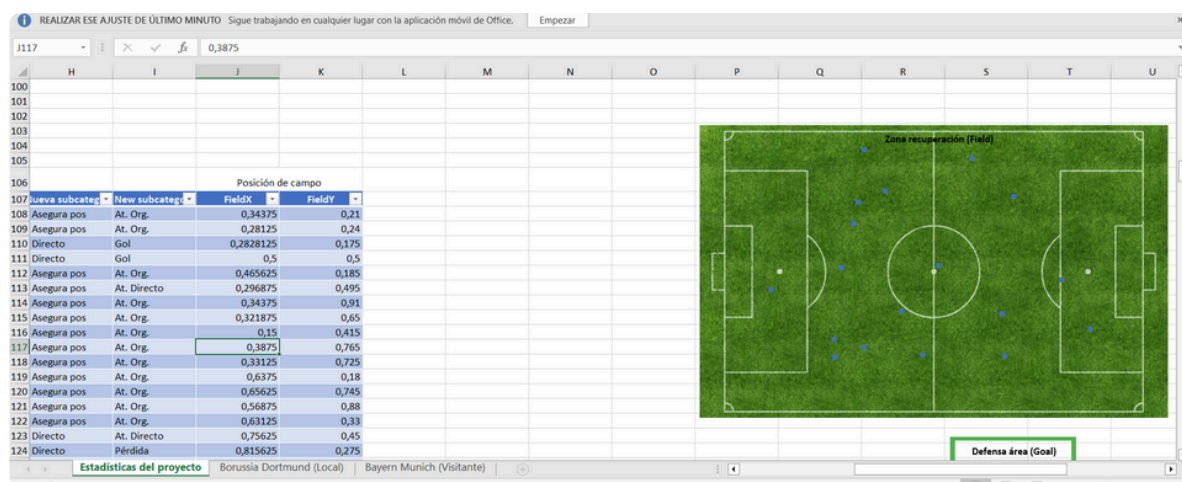 REALIZAR ESE AJUSTE DE ÚLTIMO MINUTO Sigue trabajando en cualquier lugar con la aplicación móvil de Office. Empezar
J117 fx 0,3875
H I J K L M N O P Q R S T U
100
101
102
103
104 Zona recuperación (Field)
105
106 Posición de campo
107 Jueva subcateg New subcatego FieldX FieldY
108 Asegura pos At. Org. 0,34375 0,21
109 Asegura pos At. Org. 0,28125 0,24
110 Directo Gol 0,2828125 0,175
111 Directo Gol 0,5 0,5
112 Asegura pos At. Org. 0,465625 0,185
113 Asegura pos At. Directo 0,296875 0,495
114 Asegura pos At. Org. 0,34375 0,91
115 Asegura pos At. Org. 0,321875 0,65
116 Asegura pos At. Org. 0,15 0,415
117 Asegura pos At. Org. 0,3875 0,765
118 Asegura pos At. Org. 0,33125 0,725
119 Asegura pos At. Org. 0,6375 0,18
120 Asegura pos At. Org. 0,65625 0,745
121 Asegura pos At. Org. 0,56875 0,88
122 Asegura pos At. Org. 0,63125 0,33
123 Directo At. Directo 0,75625 0,45
124 Directo Pérdida 0,815625 0,275 Defensa área (Goal)
Estadísticas del proyecto Borussia Dortmund (Local) Bayern Munich (Visitante)